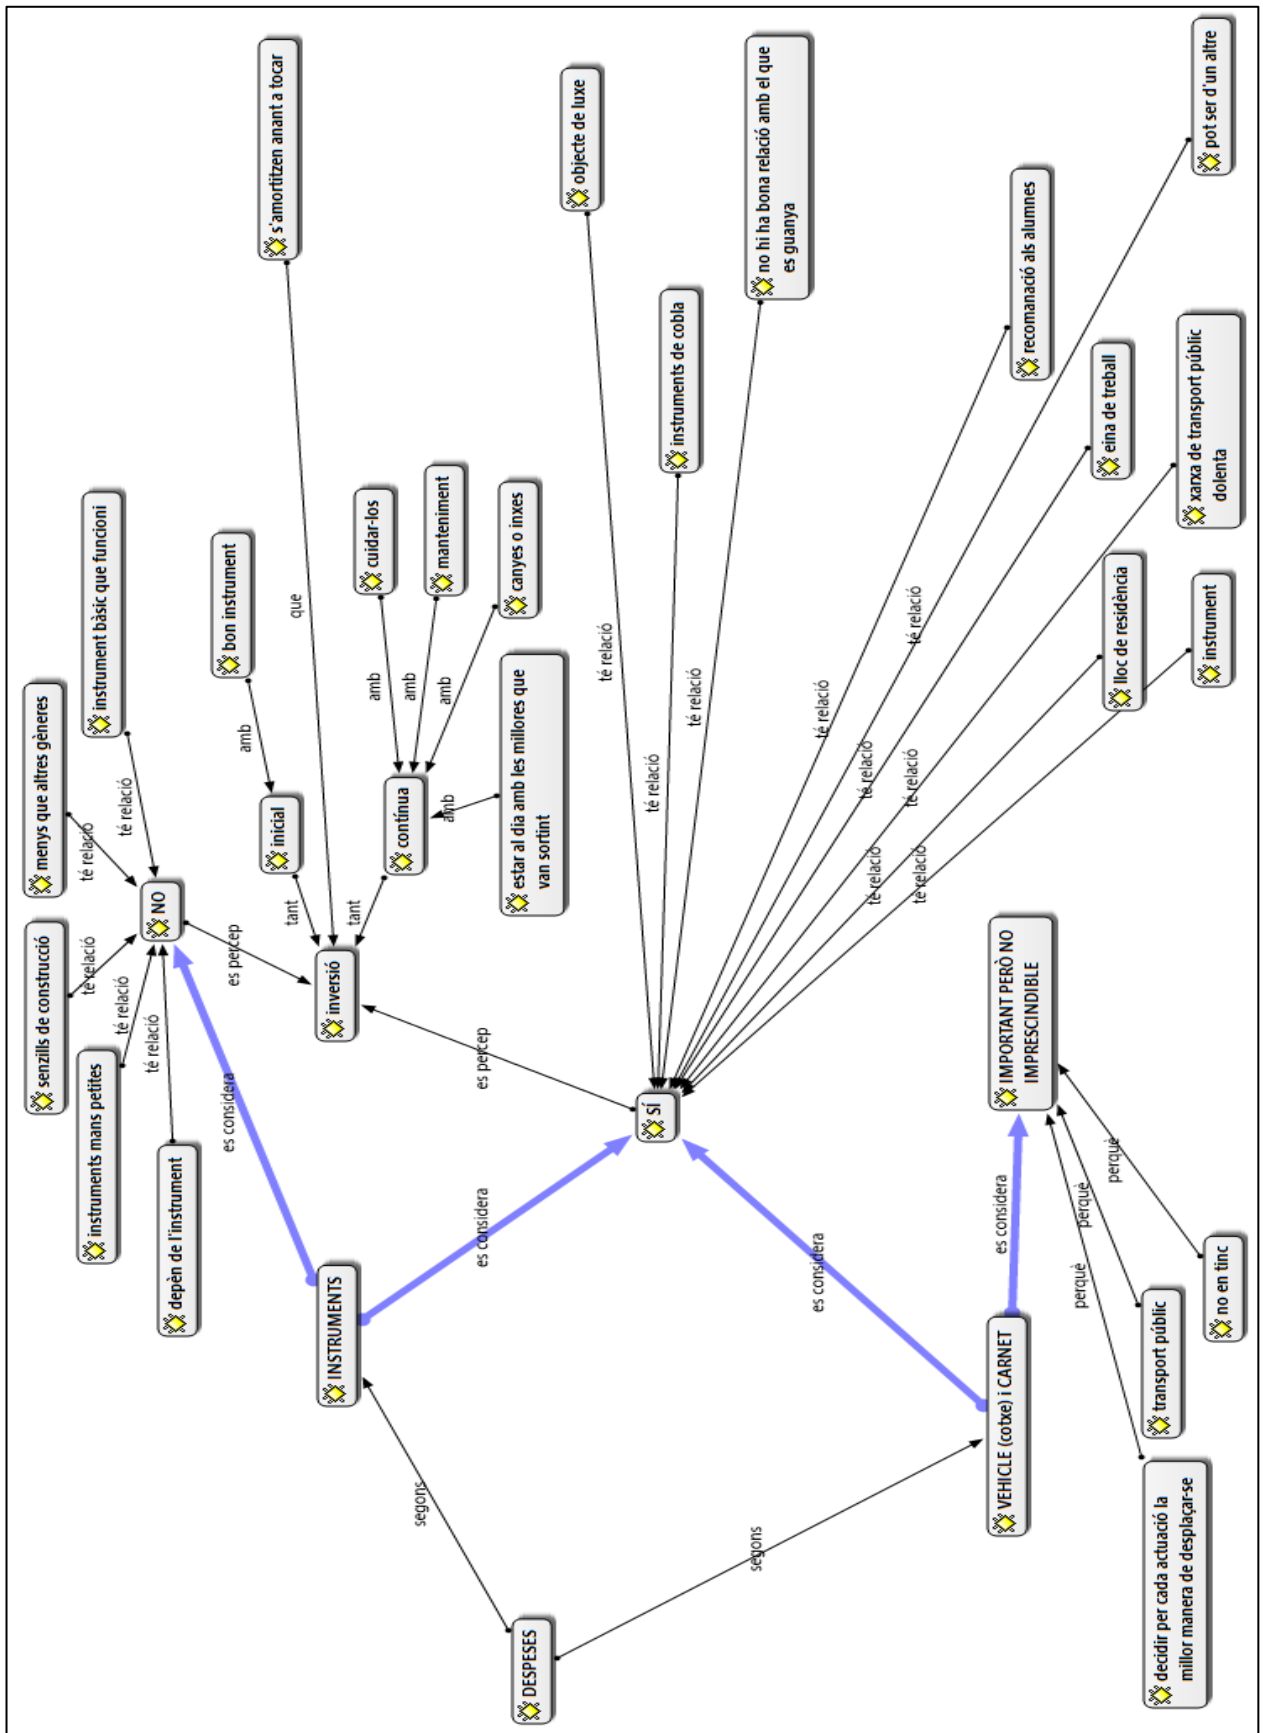 DESPESES
segons
segons
INSTRUMENTS
VEHICLE (cotxe) i CARNET
es considera
es considera
es considera
es considera
depèn de l'instrument
instruments mans petites
senzills de construcció
menys que altres gèneres
instrument bàsic que funcioni
té relació
té relació
té relació
té relació
té relació
NO
es percep
es percep
SÍ
inversió
tant
tant
inicial
contínua
amb
bon instrument
amb
cuidar-los
amb
manteniment
amb
canyes o inxes
amb
estar al dia amb les millores que
van sortint
que
s'amortitzen anant a tocar
té relació
objecte de luxe
té relació
instruments de cobla
té relació
no hi ha bona relació amb el que
es guanya
té relació
recomanació als alumnes
té relació
pot ser d'un altre
té relació
eina de treball
té relació
xarxa de transport públic
dolenta
té relació
lloc de residència
té relació
instrument
IMPORTANT PERÒ NO
IMPRESCINDIBLE
perquè
perquè
perquè
decidir per cada actuació la
millor manera de desplaçar-se
transport públic
no en tinc